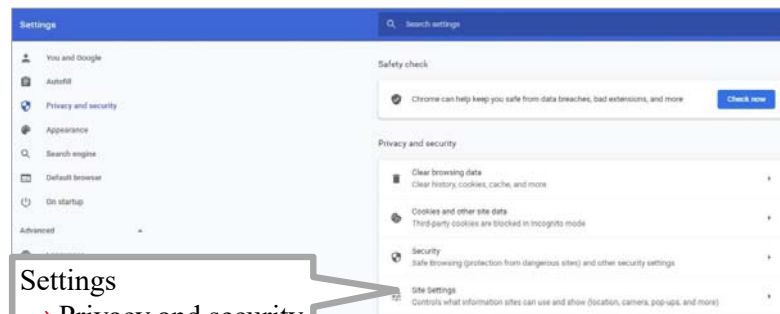 Settings
Search settings
You and Google
Autofill
Privacy and security
Appearance
Search engine
Default browser
On startup
Advanced
Safety check
Chrome can help keep you safe from data breaches, bad extensions, and more
Check now
Privacy and security
Clear browsing data
Clear history, cookies, cache, and more
Cookies and other site data
Third-party cookies are blocked in Incognito mode
Security
Safe Browsing (protection from dangerous sites) and other security settings
Site Settings
Controls what information sites can use and show (location, camera, pop-ups, and more)
Settings
→ Privacy and security